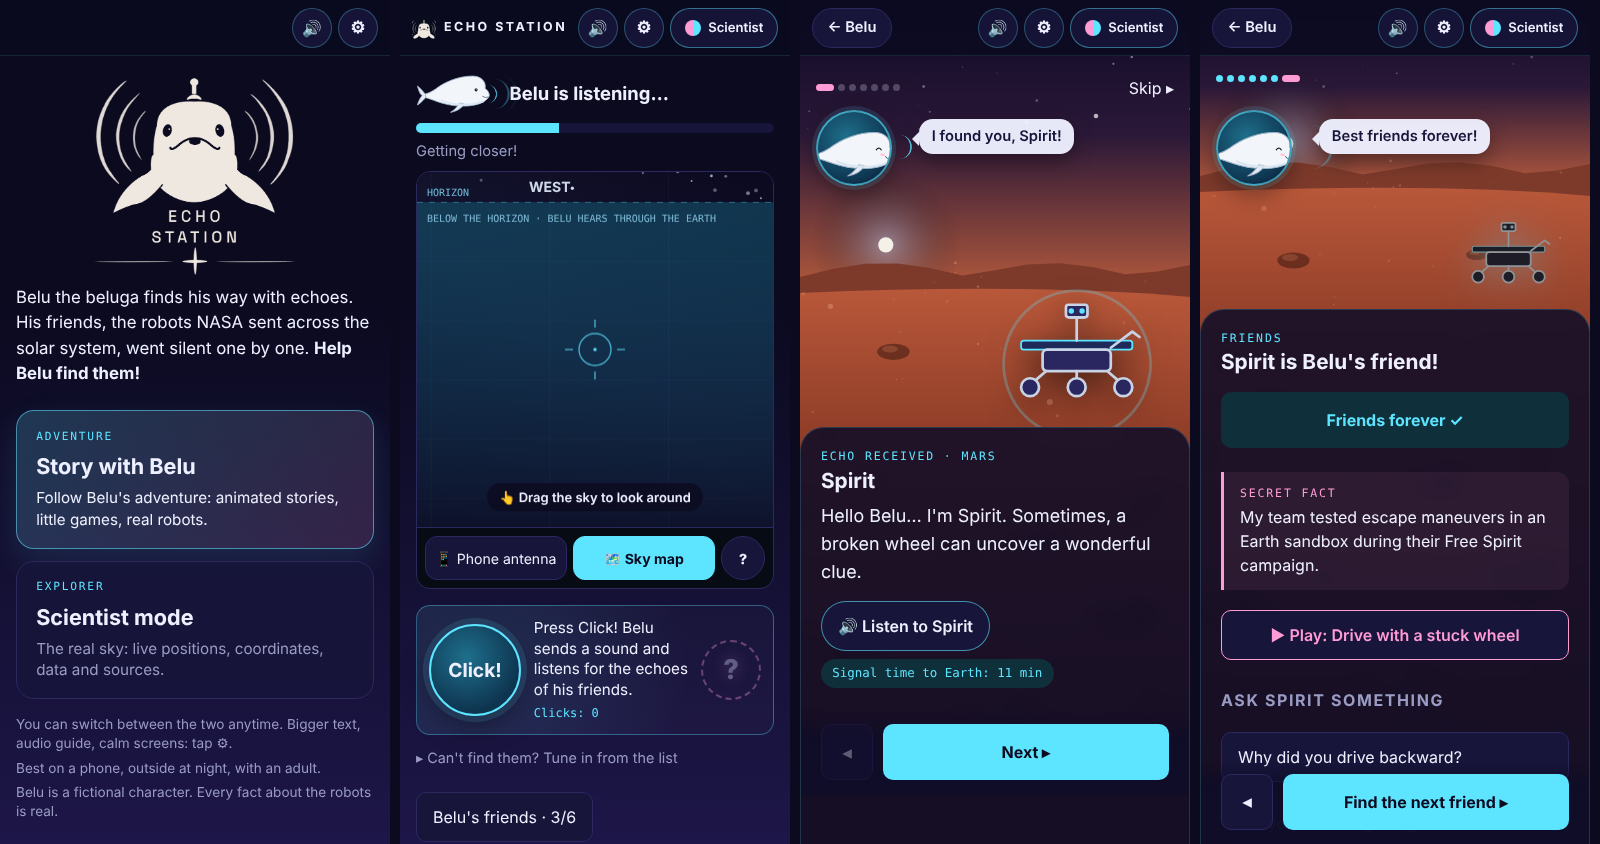 ECHO
STATION
Belu the beluga finds his way with echoes.
His friends, the robots NASA sent across the
solar system, went silent one by one. Help
Belu find them!
ADVENTURE
Story with Belu
Follow Belu's adventure: animated stories,
little games, real robots.
EXPLORER
Scientist mode
The real sky: live positions, coordinates,
data and sources.
You can switch between the two anytime. Bigger text,
audio guide, calm screens: tap ⚙.
Best on a phone, outside at night, with an adult.
Belu is a fictional character. Every fact about the robots
is real.
ECHO STATION
Scientist
Belu is listening...
Getting closer!
WEST
HORIZON
BELOW THE HORIZON · BELU HEARS THROUGH THE EARTH
👆 Drag the sky to look around
📱 Phone antenna
🗺️ Sky map
?
Click!
Press Click! Belu
sends a sound and
listens for the echoes
of his friends.
Clicks: 0
?
▸ Can't find them? Tune in from the list
Belu's friends · 3/6
← Belu
Scientist
Skip ▸
I found you, Spirit!
ECHO RECEIVED · MARS
Spirit
Hello Belu... I'm Spirit. Sometimes, a
broken wheel can uncover a wonderful
clue.
🔊 Listen to Spirit
Signal time to Earth: 11 min
◂
Next ▸
← Belu
Scientist
Best friends forever!
FRIENDS
Spirit is Belu's friend!
Friends forever ✓
SECRET FACT
My team tested escape maneuvers in an
Earth sandbox during their Free Spirit
campaign.
▶ Play: Drive with a stuck wheel
ASK SPIRIT SOMETHING
Why did you drive backward?
◂
Find the next friend ▸